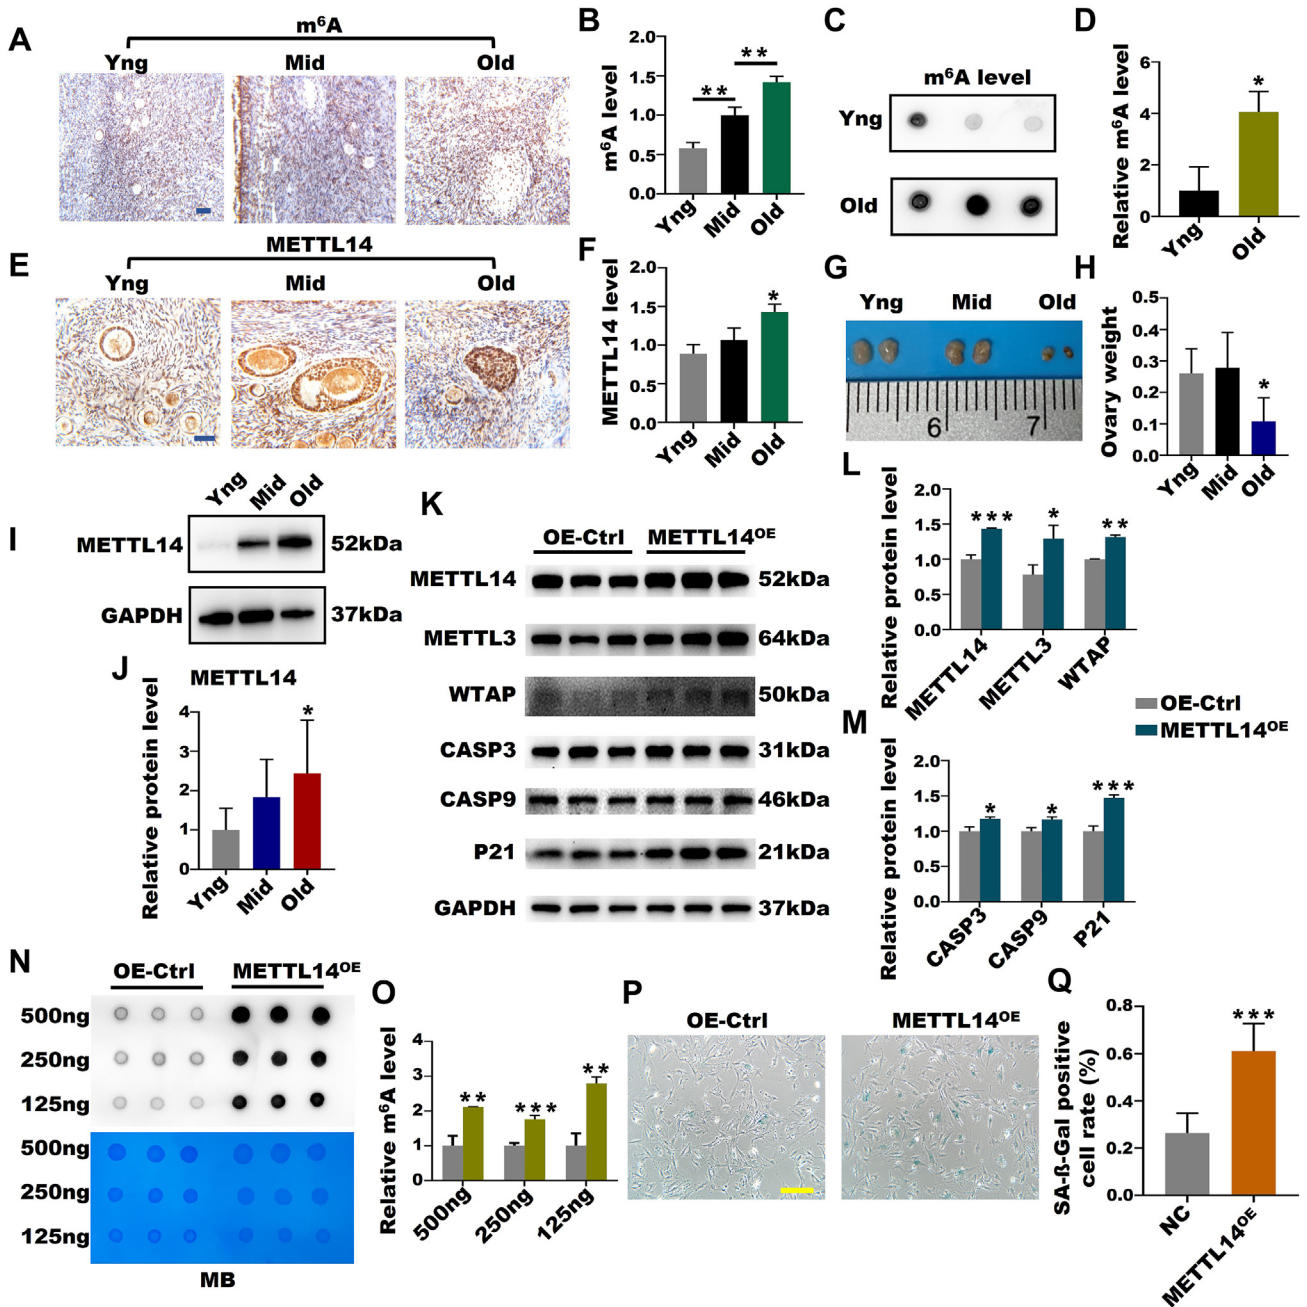 A
m⁶A
Yng Mid Old
B
m⁶A level
2.0
1.5
1.0
0.5
0.0
** **
Yng Mid Old
C
m⁶A level
Yng
Old
D
Relative m⁶A level
6
4
2
0
*
Yng Old
E
METTL14
Yng Mid Old
F
METTL14 level
2.0
1.5
1.0
0.5
0.0
*
Yng Mid Old
G
Yng Mid Old
6 7
H
Ovary weight
0.5
0.4
0.3
0.2
0.1
0.0
*
Yng Mid Old
I
Yng Mid Old
METTL14 52kDa
GAPDH 37kDa
J
METTL14
Relative protein level
4
3
2
1
0
*
Yng Mid Old
K
OE-Ctrl METTL14ᴼᴱ
METTL14 52kDa
METTL3 64kDa
WTAP 50kDa
CASP3 31kDa
CASP9 46kDa
P21 21kDa
GAPDH 37kDa
L
Relative protein level
2.0
1.5
1.0
0.5
0.0
*** * **
METTL14 METTL3 WTAP
OE-Ctrl
METTL14ᴼᴱ
M
Relative protein level
2.0
1.5
1.0
0.5
0.0
* * ***
CASP3 CASP9 P21
N
OE-Ctrl METTL14ᴼᴱ
500ng
250ng
125ng
500ng
250ng
125ng
MB
O
Relative m⁶A level
4
3
2
1
0
** *** **
500ng 250ng 125ng
P
OE-Ctrl METTL14ᴼᴱ
Q
SA-ß-Gal positive
cell rate (%)
0.8
0.6
0.4
0.2
0.0
***
NC METTL14ᴼᴱ